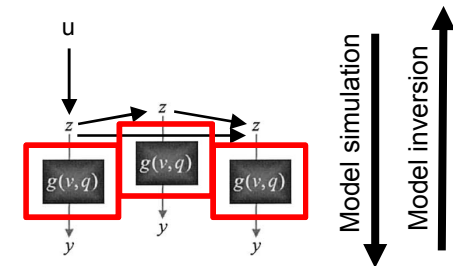 u
z
z
z
g(v,q)
g(v,q)
g(v,q)
y
y
y
Model simulation
Model inversion